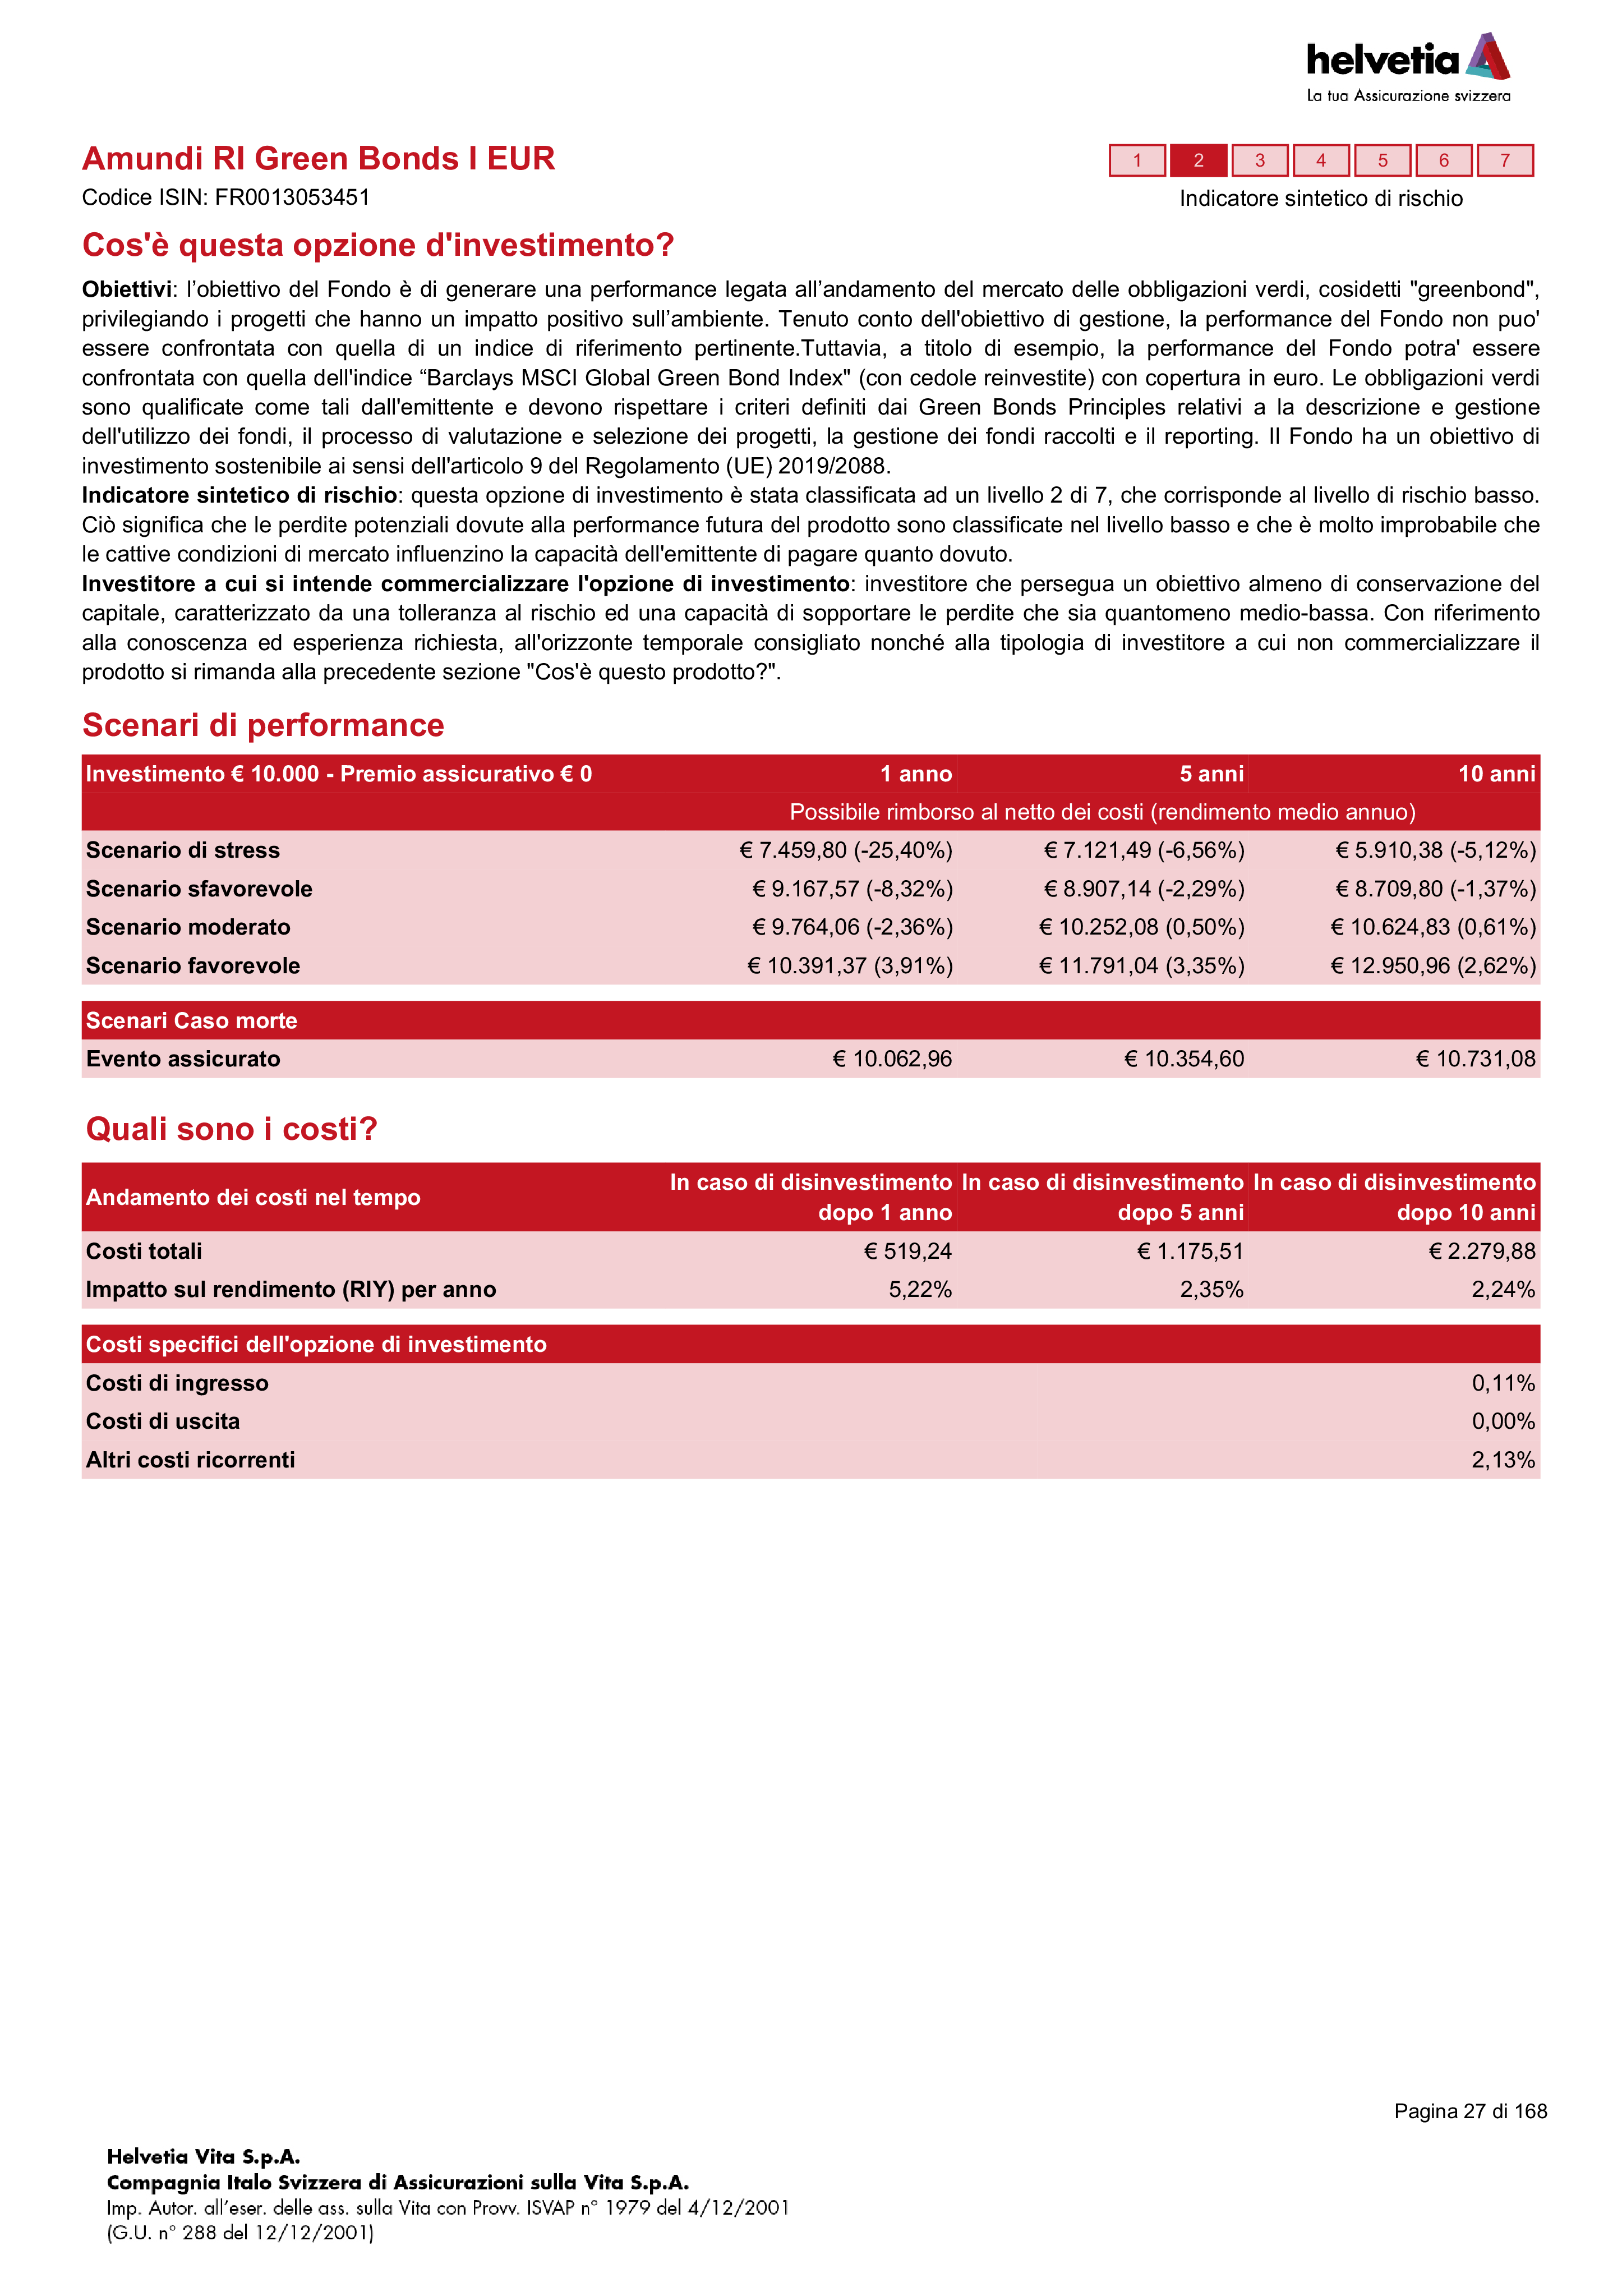 helvetia
La tua Assicurazione svizzera
Amundi RI Green Bonds I EUR
1 2 3 4 5 6 7
Codice ISIN: FR0013053451
Indicatore sintetico di rischio
Cos'è questa opzione d'investimento?
Obiettivi: l’obiettivo del Fondo è di generare una performance legata all’andamento del mercato delle obbligazioni verdi, cosidetti "greenbond",
privilegiando i progetti che hanno un impatto positivo sull’ambiente. Tenuto conto dell'obiettivo di gestione, la performance del Fondo non puo'
essere confrontata con quella di un indice di riferimento pertinente.Tuttavia, a titolo di esempio, la performance del Fondo potra' essere
confrontata con quella dell'indice “Barclays MSCI Global Green Bond Index" (con cedole reinvestite) con copertura in euro. Le obbligazioni verdi
sono qualificate come tali dall'emittente e devono rispettare i criteri definiti dai Green Bonds Principles relativi a la descrizione e gestione
dell'utilizzo dei fondi, il processo di valutazione e selezione dei progetti, la gestione dei fondi raccolti e il reporting. Il Fondo ha un obiettivo di
investimento sostenibile ai sensi dell'articolo 9 del Regolamento (UE) 2019/2088.
Indicatore sintetico di rischio: questa opzione di investimento è stata classificata ad un livello 2 di 7, che corrisponde al livello di rischio basso.
Ciò significa che le perdite potenziali dovute alla performance futura del prodotto sono classificate nel livello basso e che è molto improbabile che
le cattive condizioni di mercato influenzino la capacità dell'emittente di pagare quanto dovuto.
Investitore a cui si intende commercializzare l'opzione di investimento: investitore che persegua un obiettivo almeno di conservazione del
capitale, caratterizzato da una tolleranza al rischio ed una capacità di sopportare le perdite che sia quantomeno medio-bassa. Con riferimento
alla conoscenza ed esperienza richiesta, all'orizzonte temporale consigliato nonché alla tipologia di investitore a cui non commercializzare il
prodotto si rimanda alla precedente sezione "Cos'è questo prodotto?".
Scenari di performance
Investimento € 10.000 - Premio assicurativo € 0 1 anno 5 anni 10 anni
Possibile rimborso al netto dei costi (rendimento medio annuo)
Scenario di stress € 7.459,80 (-25,40%) € 7.121,49 (-6,56%) € 5.910,38 (-5,12%)
Scenario sfavorevole € 9.167,57 (-8,32%) € 8.907,14 (-2,29%) € 8.709,80 (-1,37%)
Scenario moderato € 9.764,06 (-2,36%) € 10.252,08 (0,50%) € 10.624,83 (0,61%)
Scenario favorevole € 10.391,37 (3,91%) € 11.791,04 (3,35%) € 12.950,96 (2,62%)
Scenari Caso morte
Evento assicurato € 10.062,96 € 10.354,60 € 10.731,08
Quali sono i costi?
Andamento dei costi nel tempo In caso di disinvestimento dopo 1 anno In caso di disinvestimento dopo 5 anni In caso di disinvestimento dopo 10 anni
Costi totali € 519,24 € 1.175,51 € 2.279,88
Impatto sul rendimento (RIY) per anno 5,22% 2,35% 2,24%
Costi specifici dell'opzione di investimento
Costi di ingresso 0,11%
Costi di uscita 0,00%
Altri costi ricorrenti 2,13%
Pagina 27 di 168
Helvetia Vita S.p.A.
Compagnia Italo Svizzera di Assicurazioni sulla Vita S.p.A.
Imp. Autor. all’eser. delle ass. sulla Vita con Provv. ISVAP n° 1979 del 4/12/2001
(G.U. n° 288 del 12/12/2001)